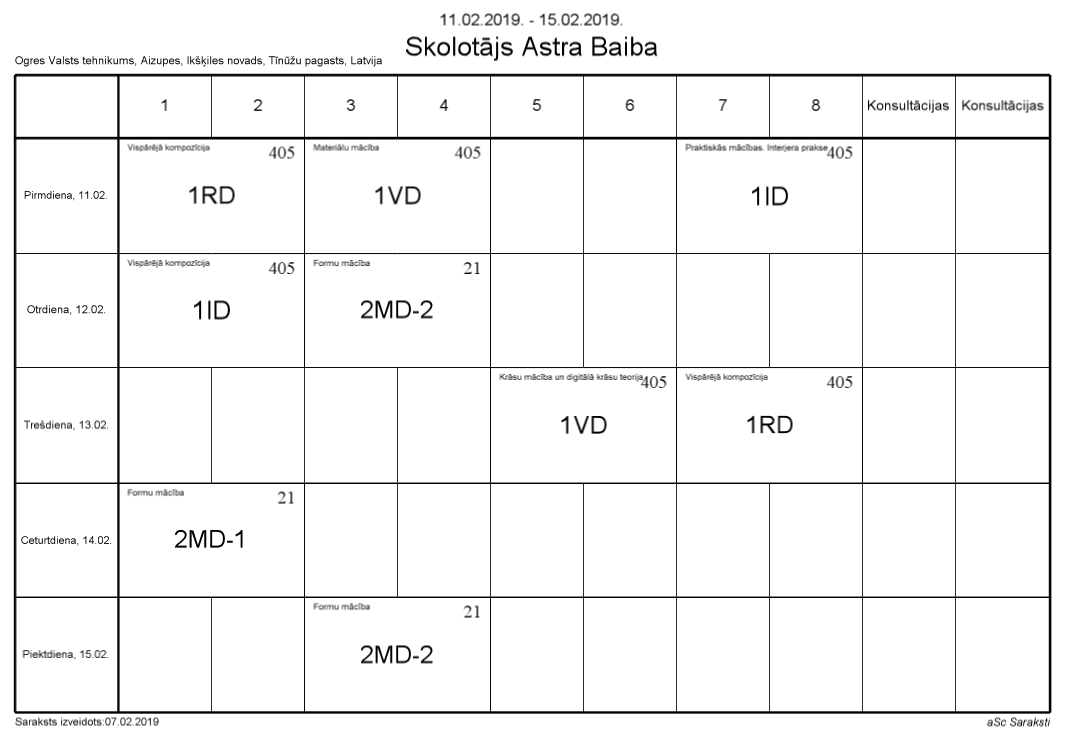 11.02.2019. - 15.02.2019.
Skolotājs Astra Baiba
Ogres Valsts tehnikums, Aizupes, Ikšķiles novads, Tīnūžu pagasts, Latvija
1 2 3 4 5 6 7 8 Konsultācijas Konsultācijas
Pirmdiena, 11.02.
Vispārējā kompozīcija 405
1RD
Materiālu mācība 405
1VD
Praktiskās mācības. Interjera prakse 405
1ID
Otrdiena, 12.02.
Vispārējā kompozīcija 405
1ID
Formu mācība 21
2MD-2
Trešdiena, 13.02.
Krāsu mācība un digitālā krāsu teorija 405
1VD
Vispārējā kompozīcija 405
1RD
Ceturtdiena, 14.02.
Formu mācība 21
2MD-1
Piektdiena, 15.02.
Formu mācība 21
2MD-2
Saraksts izveidots:07.02.2019
aSc Saraksti